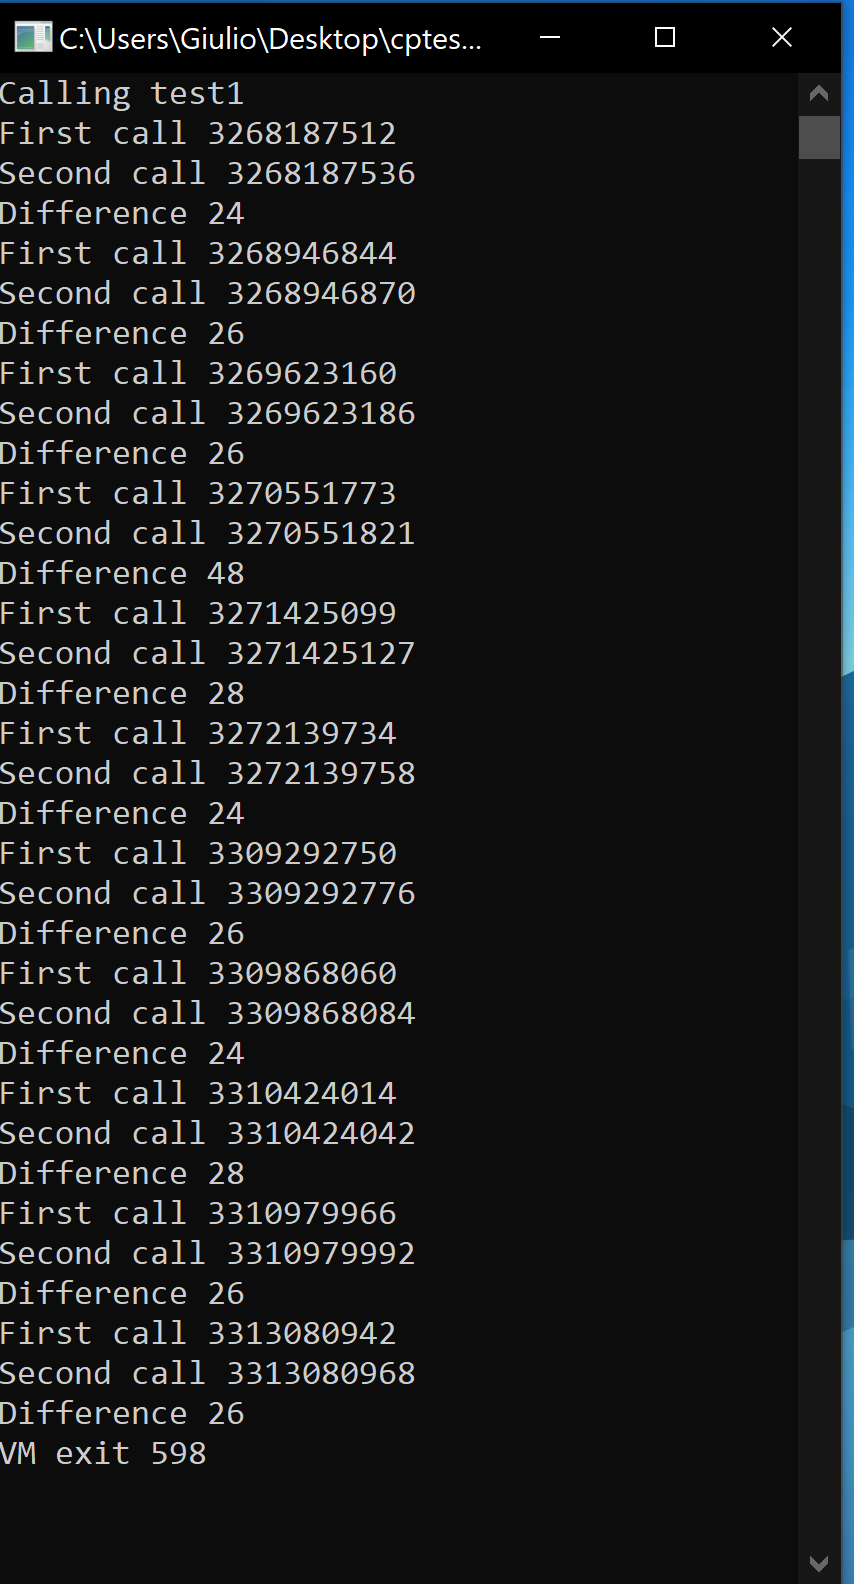 C:\Users\Giulio\Desktop\cptes...
Calling test1
First call 3268187512
Second call 3268187536
Difference 24
First call 3268946844
Second call 3268946870
Difference 26
First call 3269623160
Second call 3269623186
Difference 26
First call 3270551773
Second call 3270551821
Difference 48
First call 3271425099
Second call 3271425127
Difference 28
First call 3272139734
Second call 3272139758
Difference 24
First call 3309292750
Second call 3309292776
Difference 26
First call 3309868060
Second call 3309868084
Difference 24
First call 3310424014
Second call 3310424042
Difference 28
First call 3310979966
Second call 3310979992
Difference 26
First call 3313080942
Second call 3313080968
Difference 26
VM exit 598